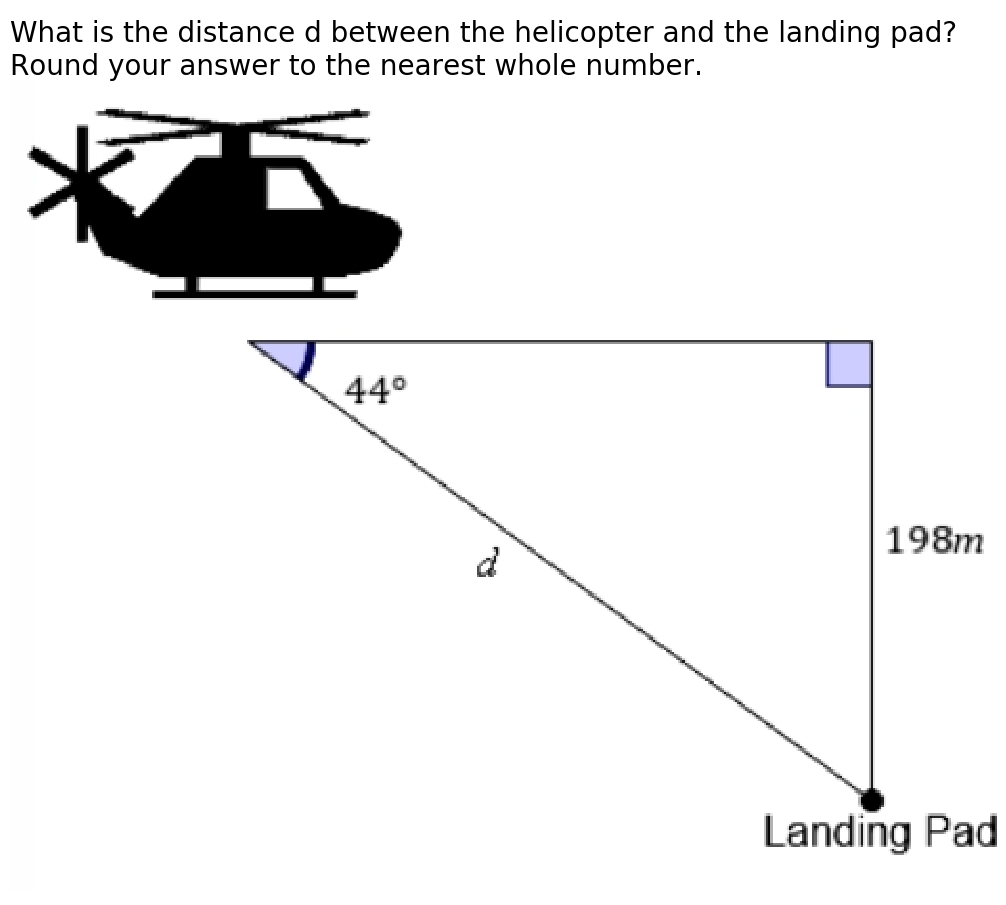 What is the distance d between the helicopter and the landing pad?
Round your answer to the nearest whole number.
44°
198m
d
Landing Pad